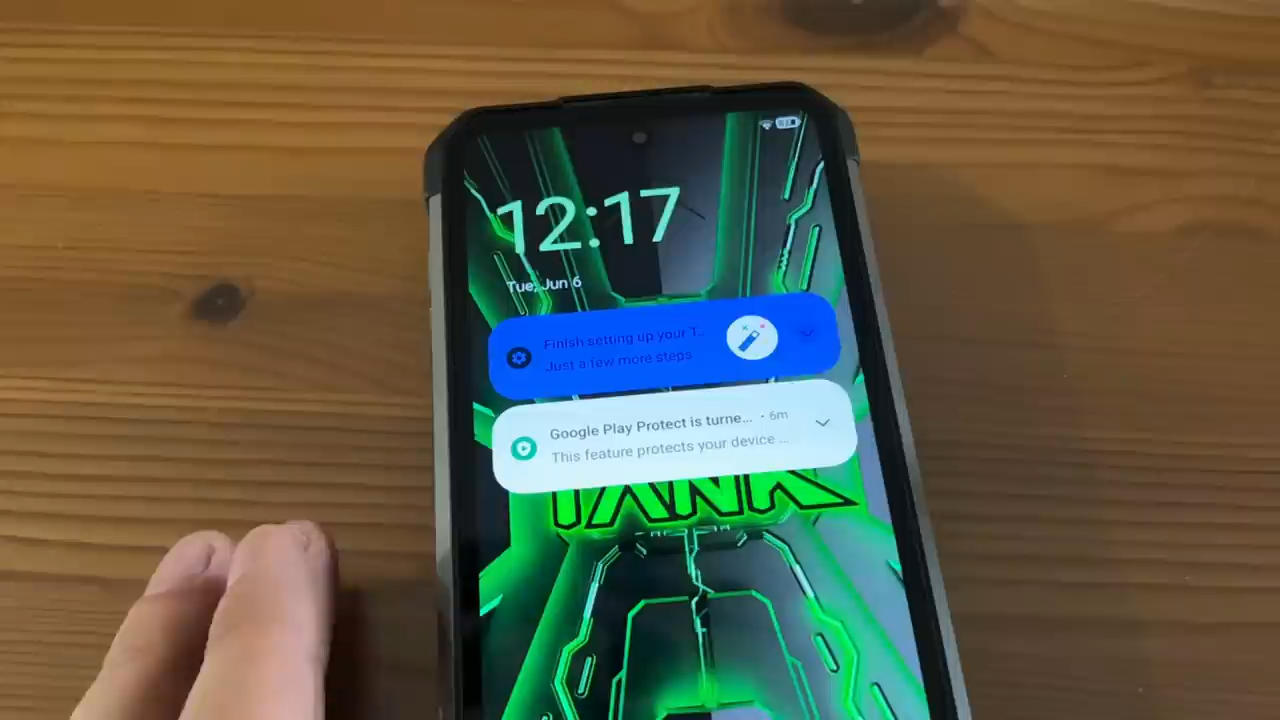 12:17
Tue, Jun 6
Finish setting up your T...
Just a few more steps
Google Play Protect is turne... · 6m
This feature protects your device ...
TANK